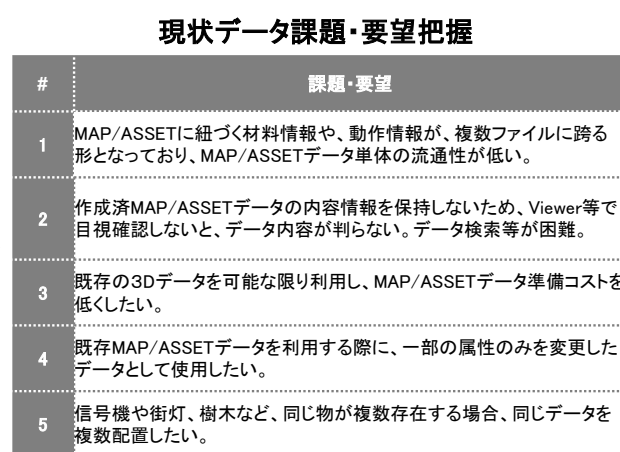 現状データ課題・要望把握
# 課題・要望
1 MAP/ASSETに紐づく材料情報や、動作情報が、複数ファイルに跨る
形となっており、MAP/ASSETデータ単体の流通性が低い。
2 作成済MAP/ASSETデータの内容情報を保持しないため、Viewer等で
目視確認しないと、データ内容が判らない。データ検索等が困難。
3 既存の3Dデータを可能な限り利用し、MAP/ASSETデータ準備コストを
低くしたい。
4 既存MAP/ASSETデータを利用する際に、一部の属性のみを変更した
データとして使用したい。
5 信号機や街灯、樹木など、同じ物が複数存在する場合、同じデータを
複数配置したい。